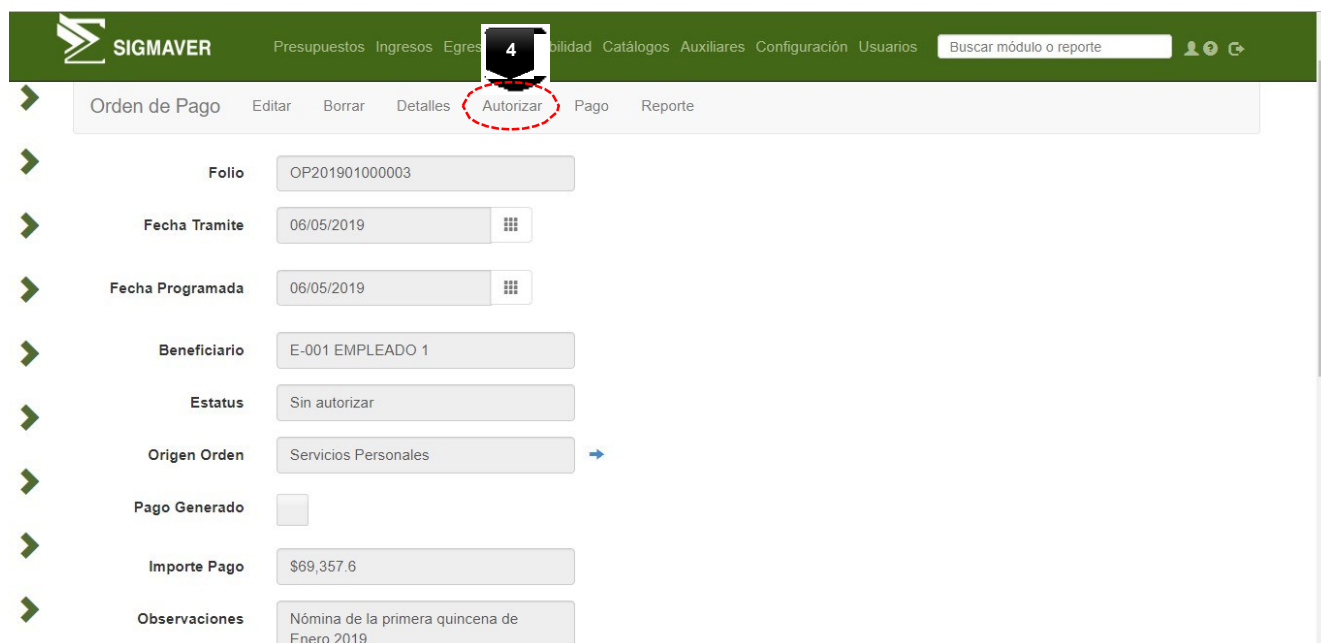 SIGMAVER Presupuestos Ingresos Catálogos Auxiliares Configuración Usuarios Buscar módulo o reporte
4
Orden de Pago Editar Borrar Detalles Autorizar Pago Reporte
Folio OP201901000003
Fecha Tramite 06/05/2019
Fecha Programada 06/05/2019
Beneficiario E-001 EMPLEADO 1
Estatus Sin autorizar
Origen Orden Servicios Personales
Pago Generado
Importe Pago $69,357.6
Observaciones Nómina de la primera quincena de
Enero 2019